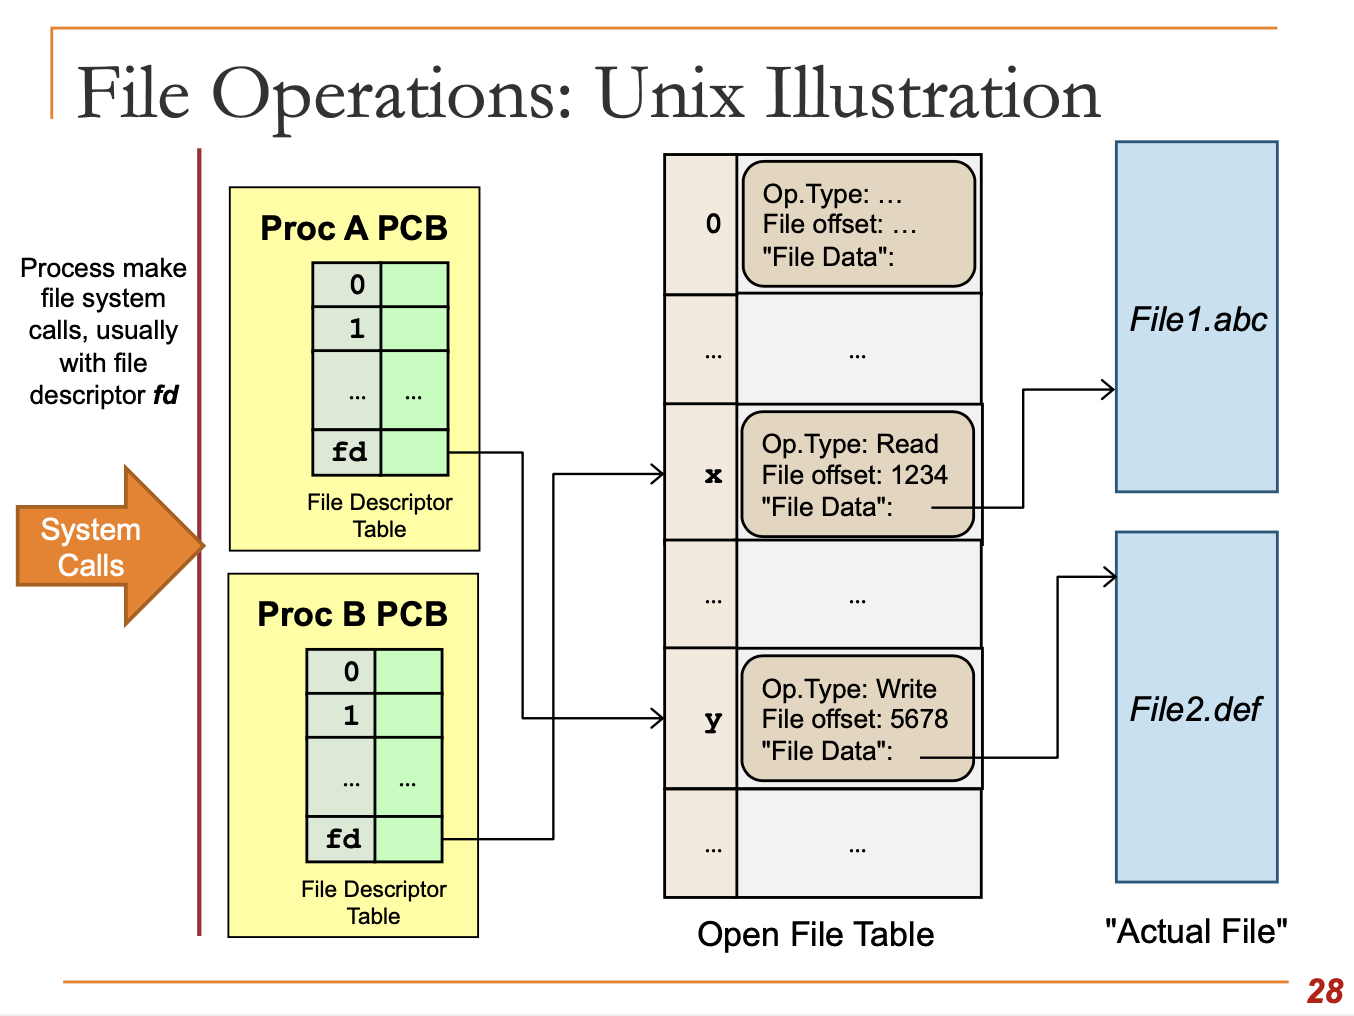 File Operations: Unix Illustration
Process make
file system
calls, usually
with file
descriptor fd
System
Calls
Proc A PCB
0
1
... ...
fd
File Descriptor
Table
Proc B PCB
0
1
... ...
fd
File Descriptor
Table
0
Op.Type: ...
File offset: ...
"File Data":
... ...
x
Op.Type: Read
File offset: 1234
"File Data":
... ...
y
Op.Type: Write
File offset: 5678
"File Data":
... ...
Open File Table
File1.abc
File2.def
"Actual File"
28